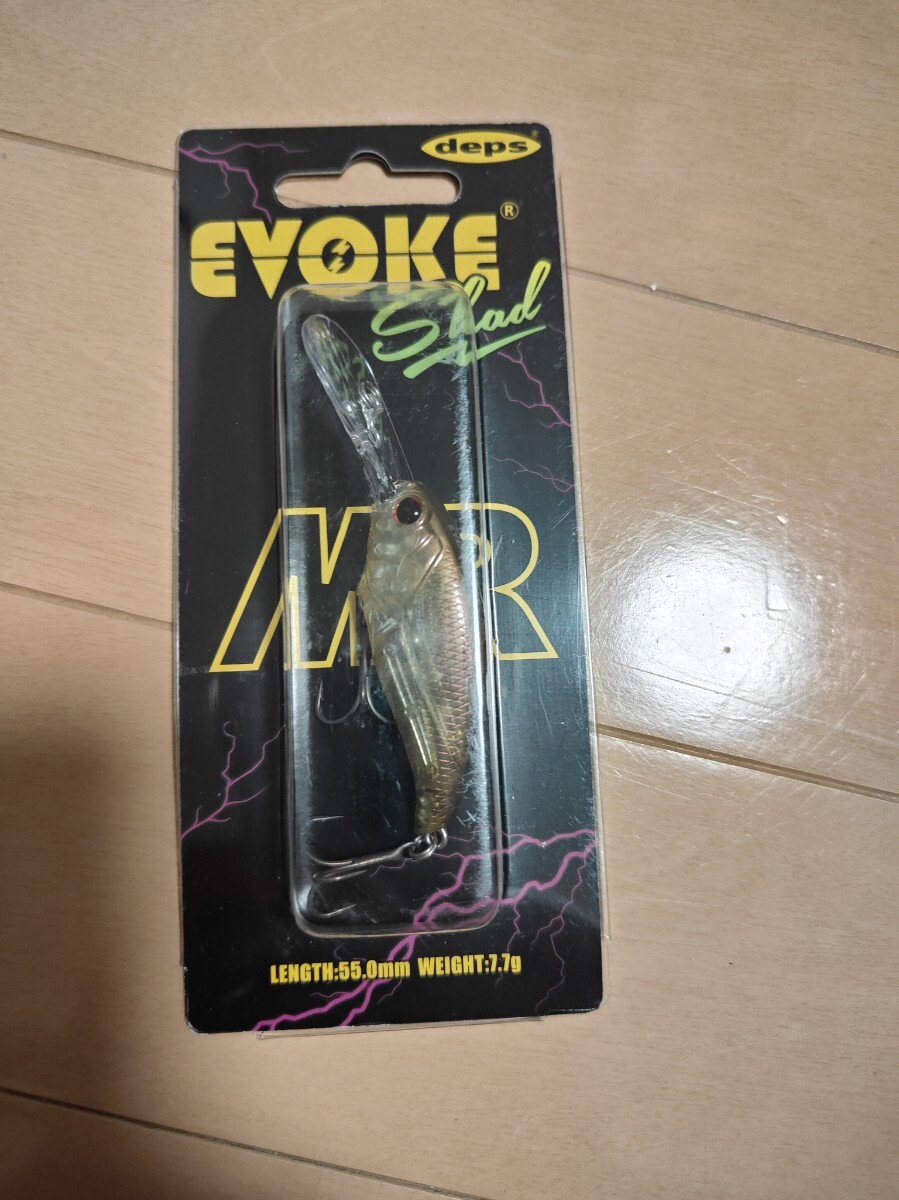 deps®
EVOKE®
Shad
MR
LENGTH:55.0mm WEIGHT:7.7g